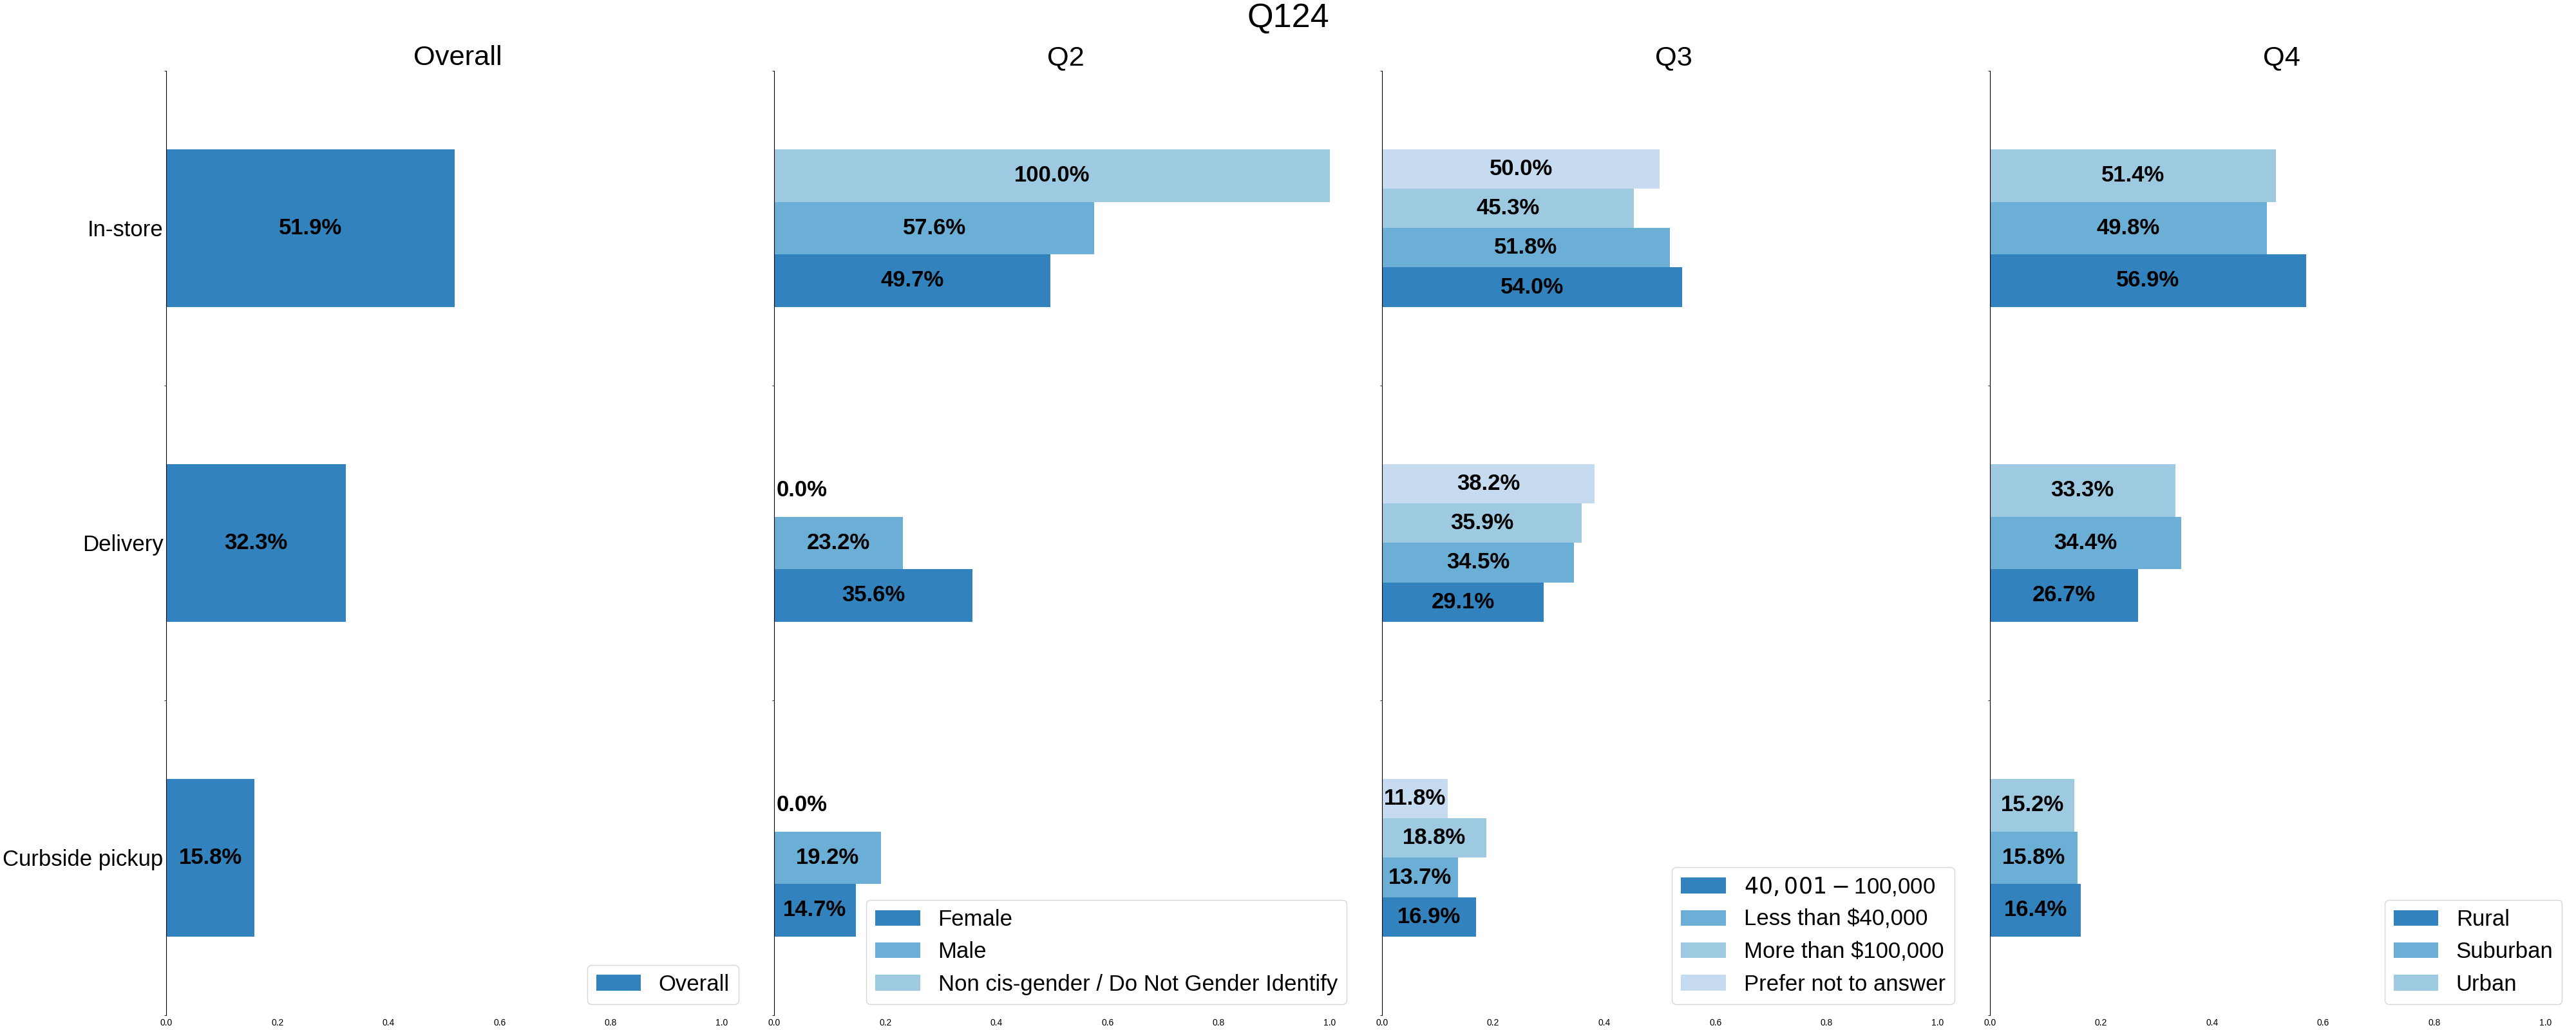 Q124
Overall
Q2
Q3
Q4
In-store
Delivery
Curbside pickup
51.9%
32.3%
15.8%
0.0 0.2 0.4 0.6 0.8 1.0
Overall
100.0%
57.6%
49.7%
0.0%
23.2%
35.6%
0.0%
19.2%
14.7%
Female
Male
Non cis-gender / Do Not Gender Identify
0.0 0.2 0.4 0.6 0.8 1.0
50.0%
45.3%
51.8%
54.0%
38.2%
35.9%
34.5%
29.1%
11.8%
18.8%
13.7%
16.9%
40,001 - 100,000
Less than $40,000
More than $100,000
Prefer not to answer
0.0 0.2 0.4 0.6 0.8 1.0
51.4%
49.8%
56.9%
33.3%
34.4%
26.7%
15.2%
15.8%
16.4%
Rural
Suburban
Urban
0.0 0.2 0.4 0.6 0.8 1.0